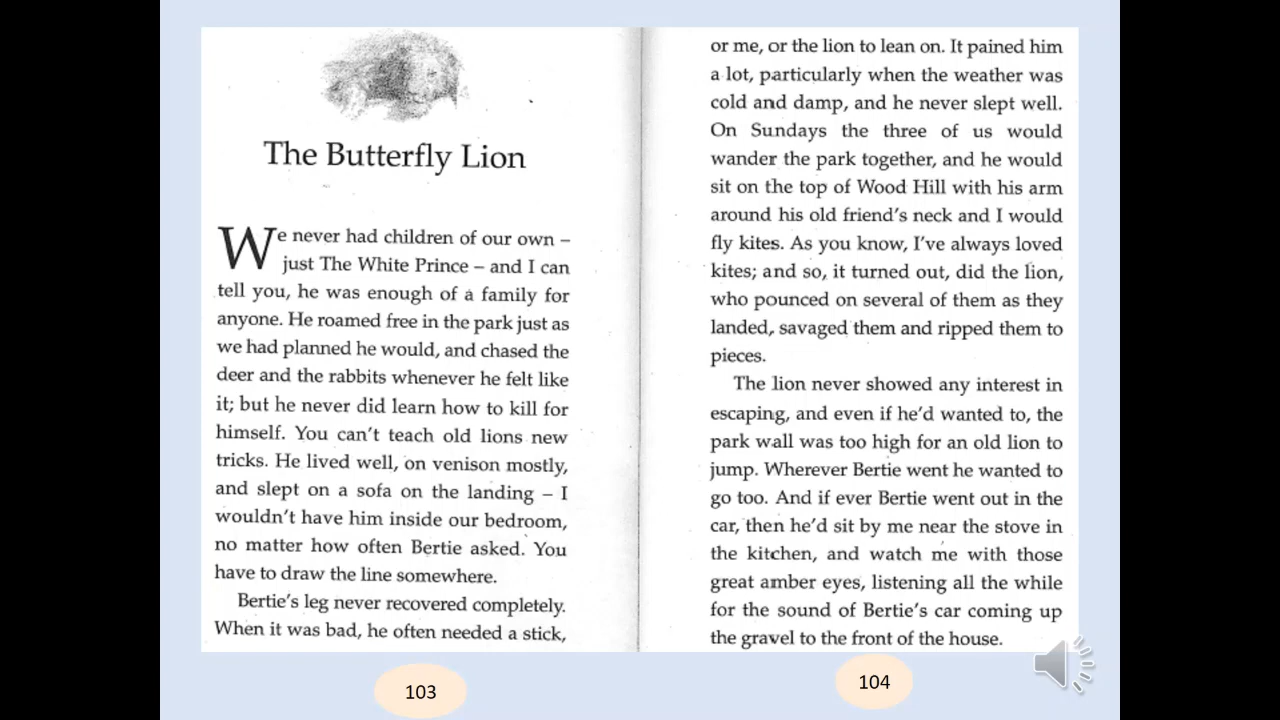 The Butterfly Lion
We never had children of our own –
just The White Prince – and I can
tell you, he was enough of a family for
anyone. He roamed free in the park just as
we had planned he would, and chased the
deer and the rabbits whenever he felt like
it; but he never did learn how to kill for
himself. You can't teach old lions new
tricks. He lived well, on venison mostly,
and slept on a sofa on the landing – I
wouldn't have him inside our bedroom,
no matter how often Bertie asked. You
have to draw the line somewhere.
Bertie's leg never recovered completely.
When it was bad, he often needed a stick,
103
or me, or the lion to lean on. It pained him
a lot, particularly when the weather was
cold and damp, and he never slept well.
On Sundays the three of us would
wander the park together, and he would
sit on the top of Wood Hill with his arm
around his old friend's neck and I would
fly kites. As you know, I've always loved
kites; and so, it turned out, did the lion,
who pounced on several of them as they
landed, savaged them and ripped them to
pieces.
The lion never showed any interest in
escaping, and even if he'd wanted to, the
park wall was too high for an old lion to
jump. Wherever Bertie went he wanted to
go too. And if ever Bertie went out in the
car, then he'd sit by me near the stove in
the kitchen, and watch me with those
great amber eyes, listening all the while
for the sound of Bertie's car coming up
the gravel to the front of the house.
104